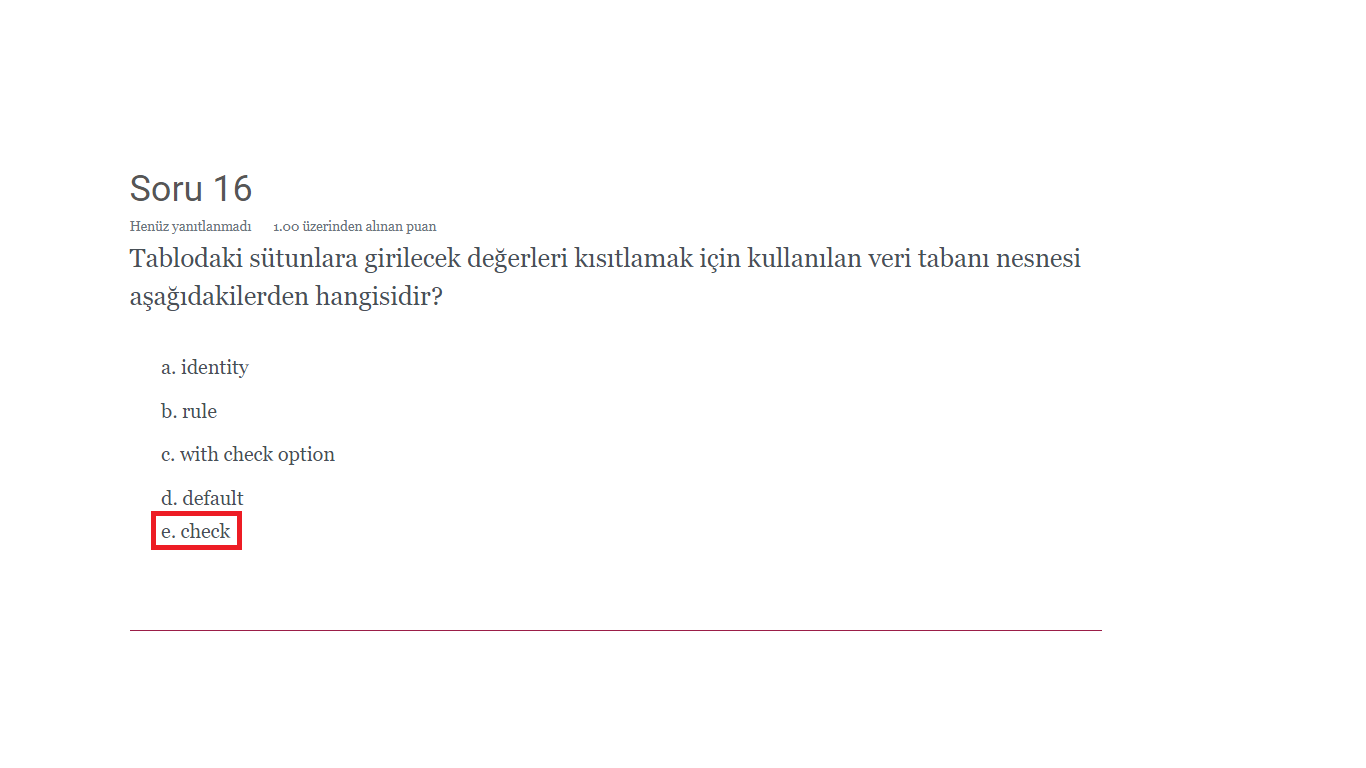 Soru 16
Henüz yanıtlanmadı 1.00 üzerinden alınan puan
Tablodaki sütunlara girilecek değerleri kısıtlamak için kullanılan veri tabanı nesnesi
aşağıdakilerden hangisidir?
a. identity
b. rule
c. with check option
d. default
e. check